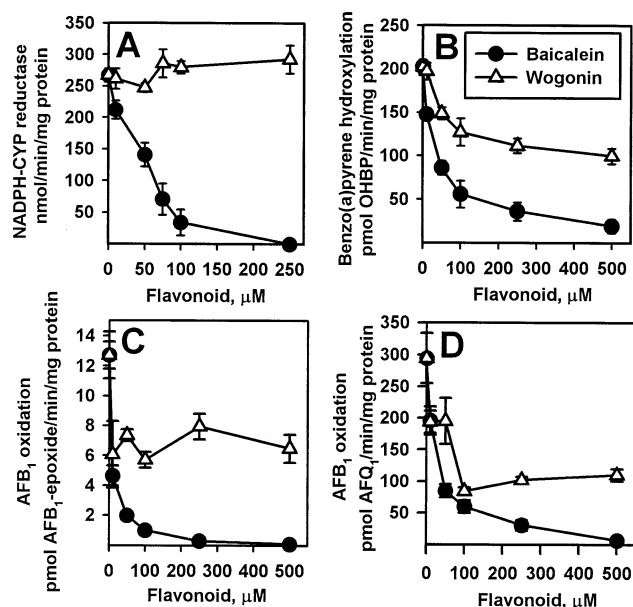 A
NADPH-CYP reductase
nmol/min/mg protein
350
300
250
200
150
100
50
0 50 100 150 200 250
Flavonoid, µM
B
Baicalein
Wogonin
Benzo(a)pyrene hydroxylation
pmol OHBP/min/mg protein
250
200
150
100
50
0 100 200 300 400 500
Flavonoid, µM
C
AFB1 oxidation
pmol AFB1-epoxide/min/mg protein
14
12
10
8
6
4
2
0 100 200 300 400 500
Flavonoid, µM
D
AFB1 oxidation
pmol AFQ1/min/mg protein
350
300
250
200
150
100
50
0 100 200 300 400 500
Flavonoid, µM